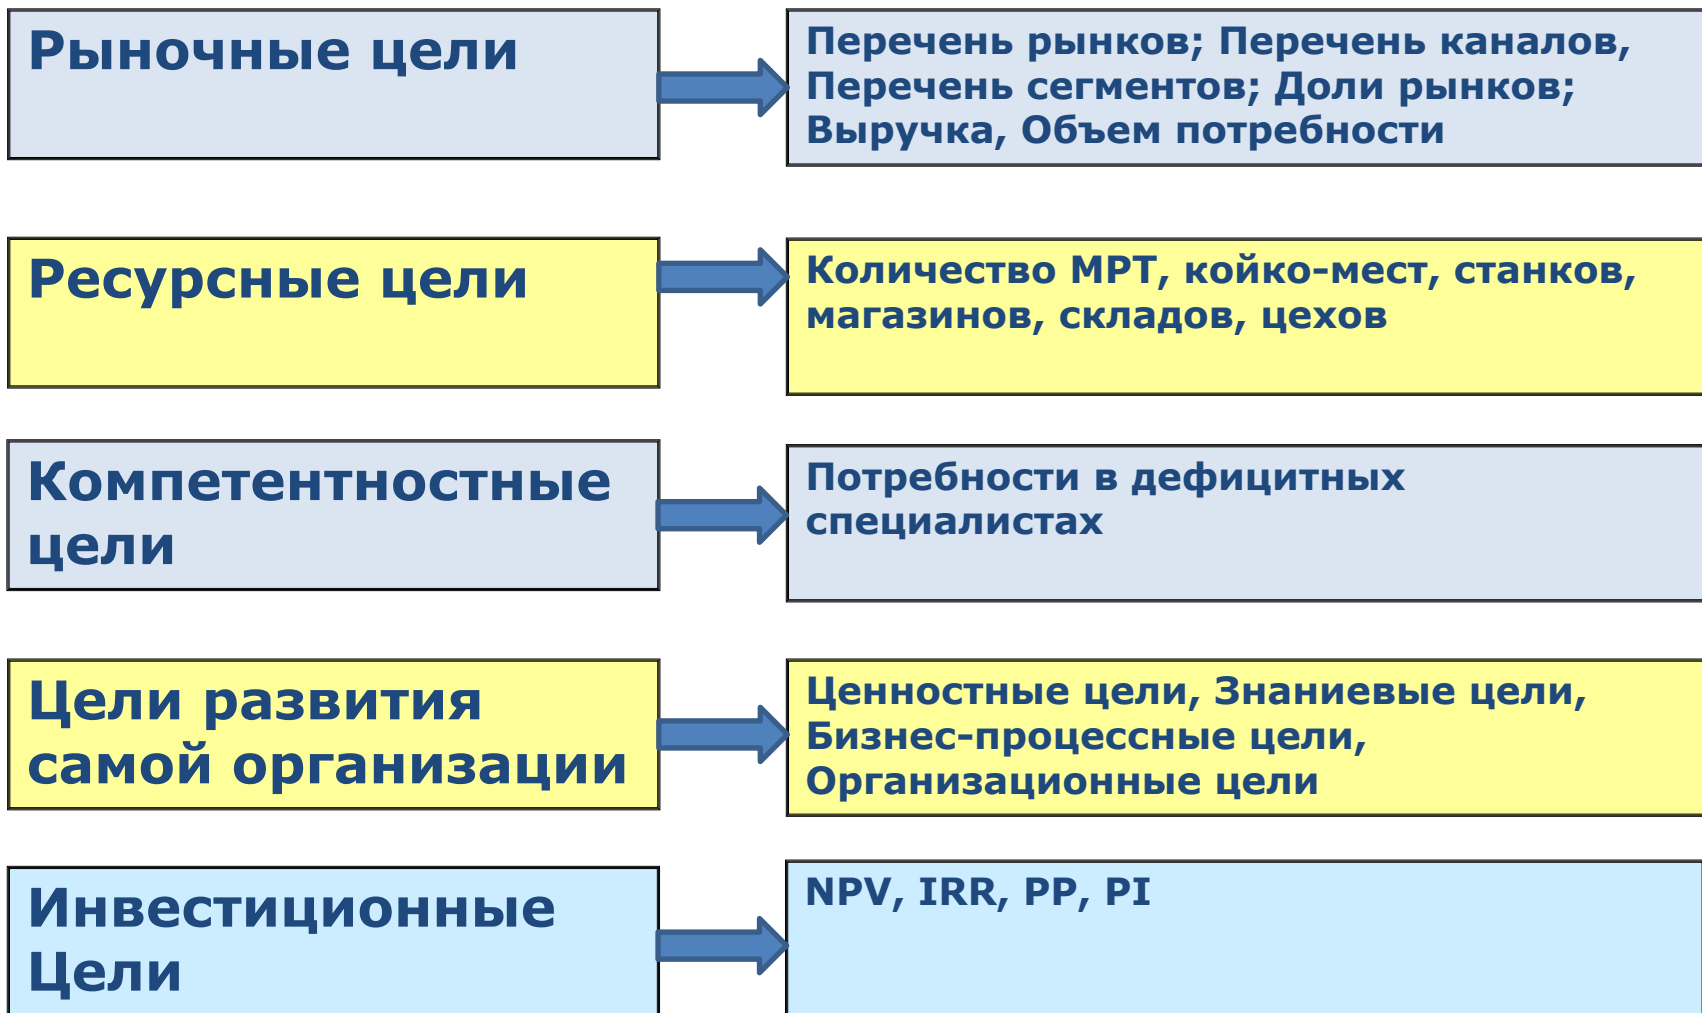 Рыночные цели
Перечень рынков; Перечень каналов,
Перечень сегментов; Доли рынков;
Выручка, Объем потребности
Ресурсные цели
Количество МРТ, койко-мест, станков,
магазинов, складов, цехов
Компетентностные
цели
Потребности в дефицитных
специалистах
Цели развития
самой организации
Ценностные цели, Знаниевые цели,
Бизнес-процессные цели,
Организационные цели
Инвестиционные
Цели
NPV, IRR, PP, PI